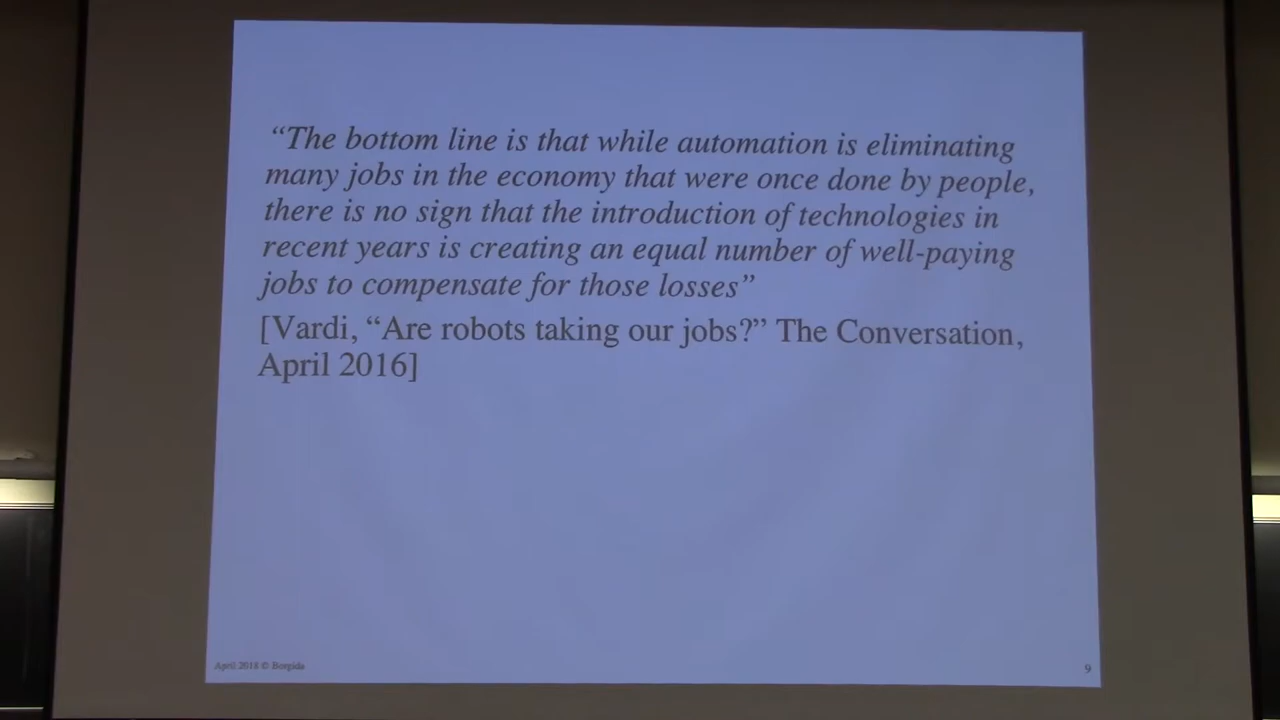 “The bottom line is that while automation is eliminating
many jobs in the economy that were once done by people,
there is no sign that the introduction of technologies in
recent years is creating an equal number of well-paying
jobs to compensate for those losses”
[Vardi, “Are robots taking our jobs?” The Conversation,
April 2016]
April 2018 © Borgida
9